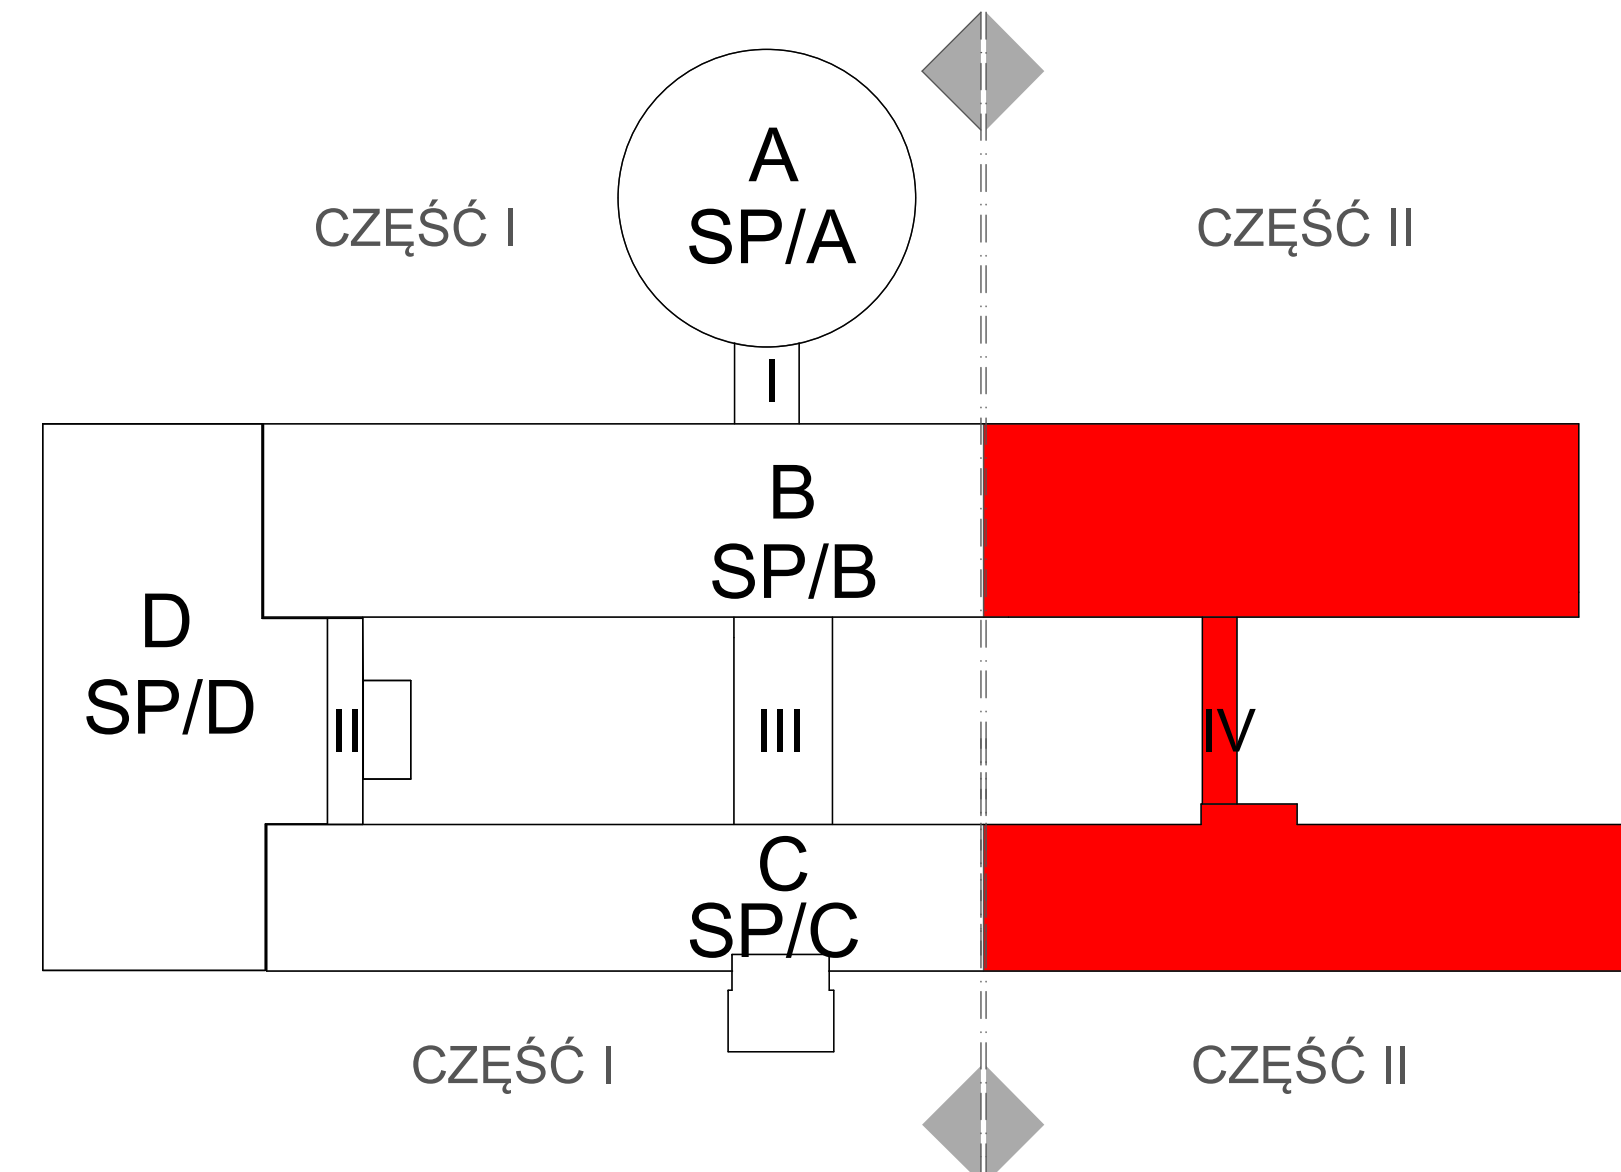 A
SP/A
CZĘŚĆ I
CZĘŚĆ II
I
B
SP/B
D
SP/D
II
III
IV
C
SP/C
CZĘŚĆ I
CZĘŚĆ II